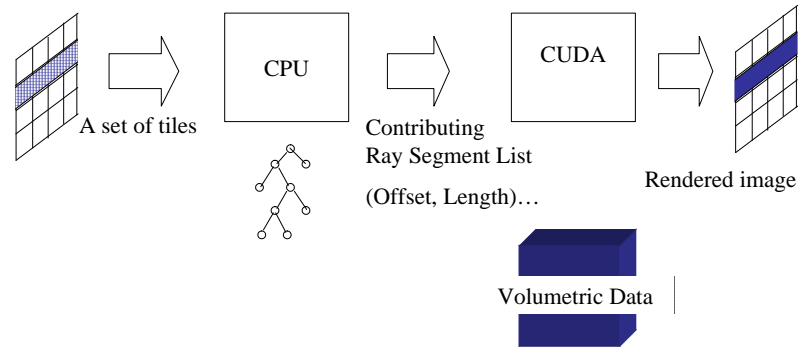 CPU
CUDA
A set of tiles
Contributing
Ray Segment List
(Offset, Length)…
Rendered image
Volumetric Data